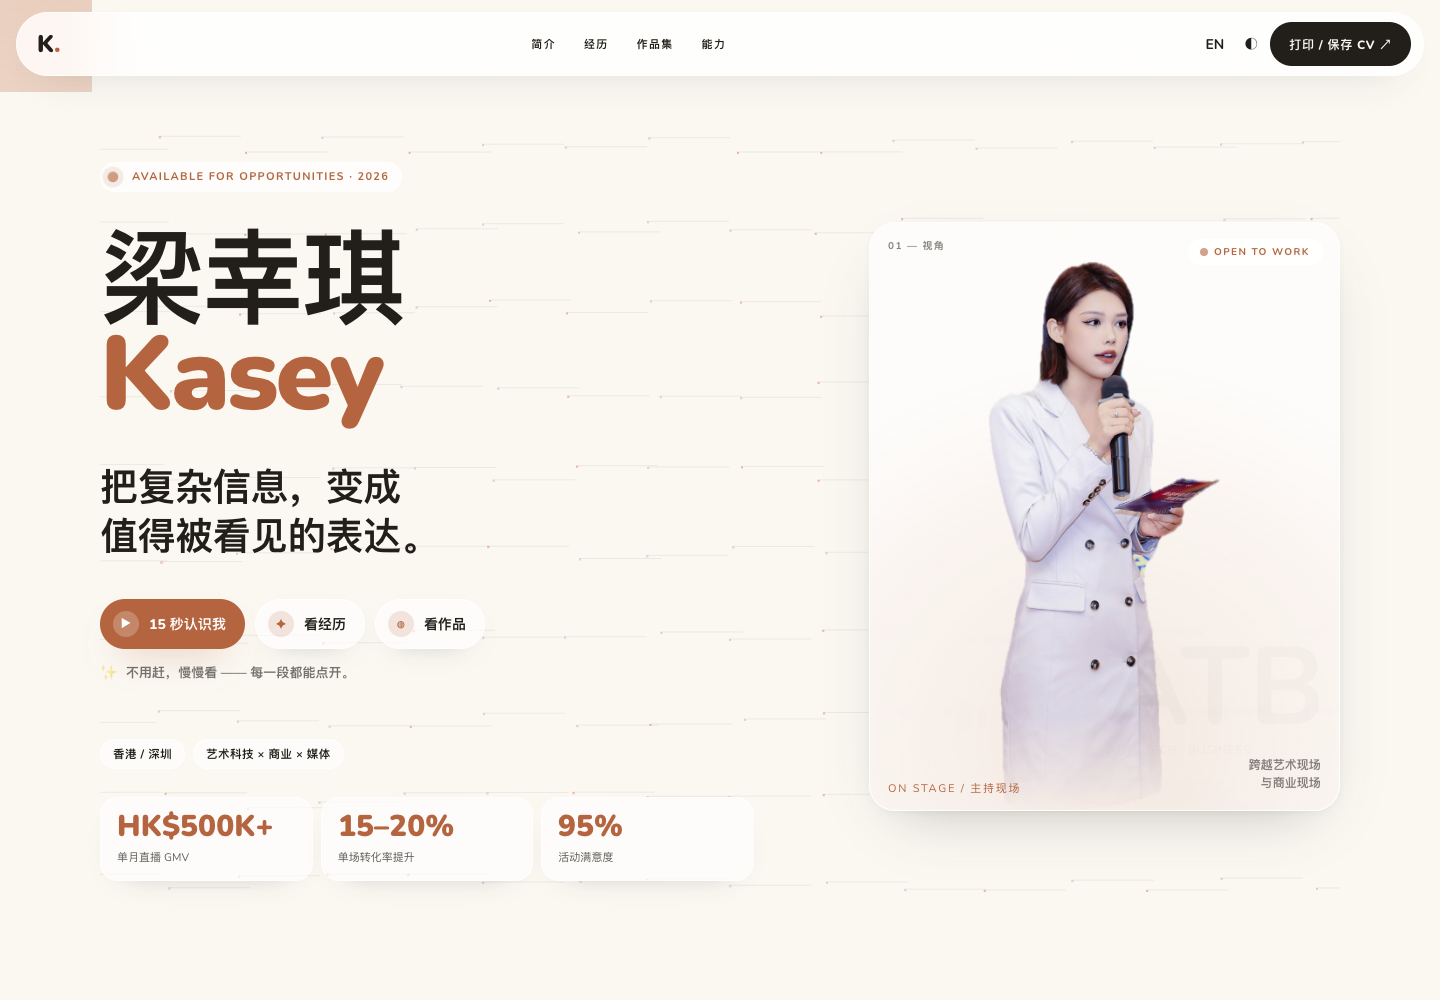 K.
简介
经历
作品集
能力
EN
打印 / 保存 CV ↗
AVAILABLE FOR OPPORTUNITIES · 2026
梁幸琪
Kasey
把复杂信息，变成
值得被看见的表达。
15 秒认识我
看经历
看作品
✨ 不用赶，慢慢看 —— 每一段都能点开。
香港 / 深圳
艺术科技 × 商业 × 媒体
HK$500K+
单月直播 GMV
15–20%
单场转化率提升
95%
活动满意度
01 — 视角
OPEN TO WORK
ATB
跨越艺术现场
与商业现场
ON STAGE / 主持现场